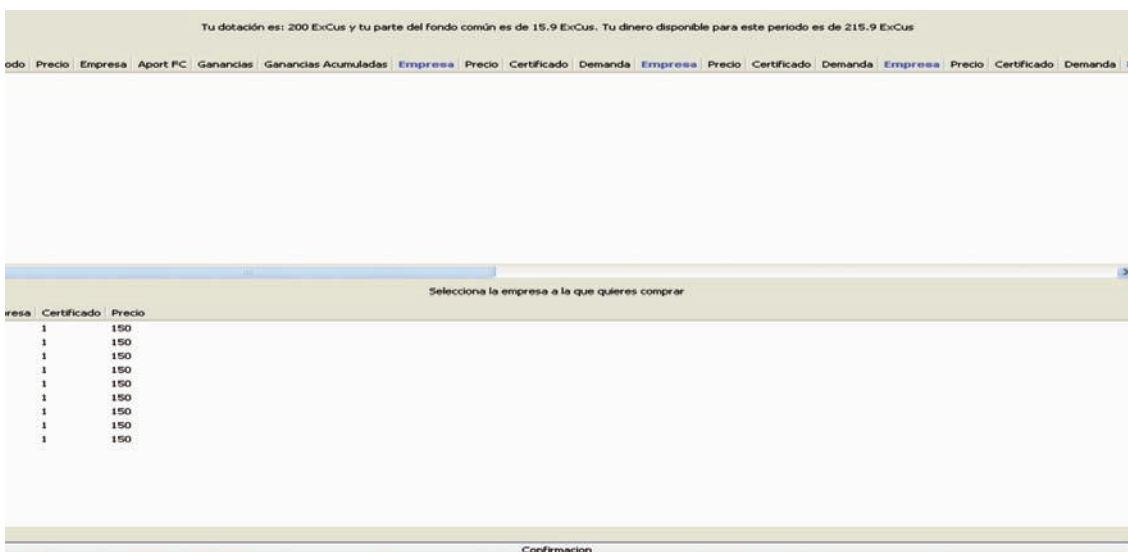 Tu dotación es: 200 ExCus y tu parte del fondo común es de 15.9 ExCus. Tu dinero disponible para este periodo es de 215.9 ExCus
odo Precio Empresa Aport FC Ganancias Ganancias Acumuladas Empresa Precio Certificado Demanda Empresa Precio Certificado Demanda Empresa Precio Certificado Demanda
Selecciona la empresa a la que quieres comprar
resa Certificado Precio
1 150
1 150
1 150
1 150
1 150
1 150
1 150
1 150
1 150
Confirmacion